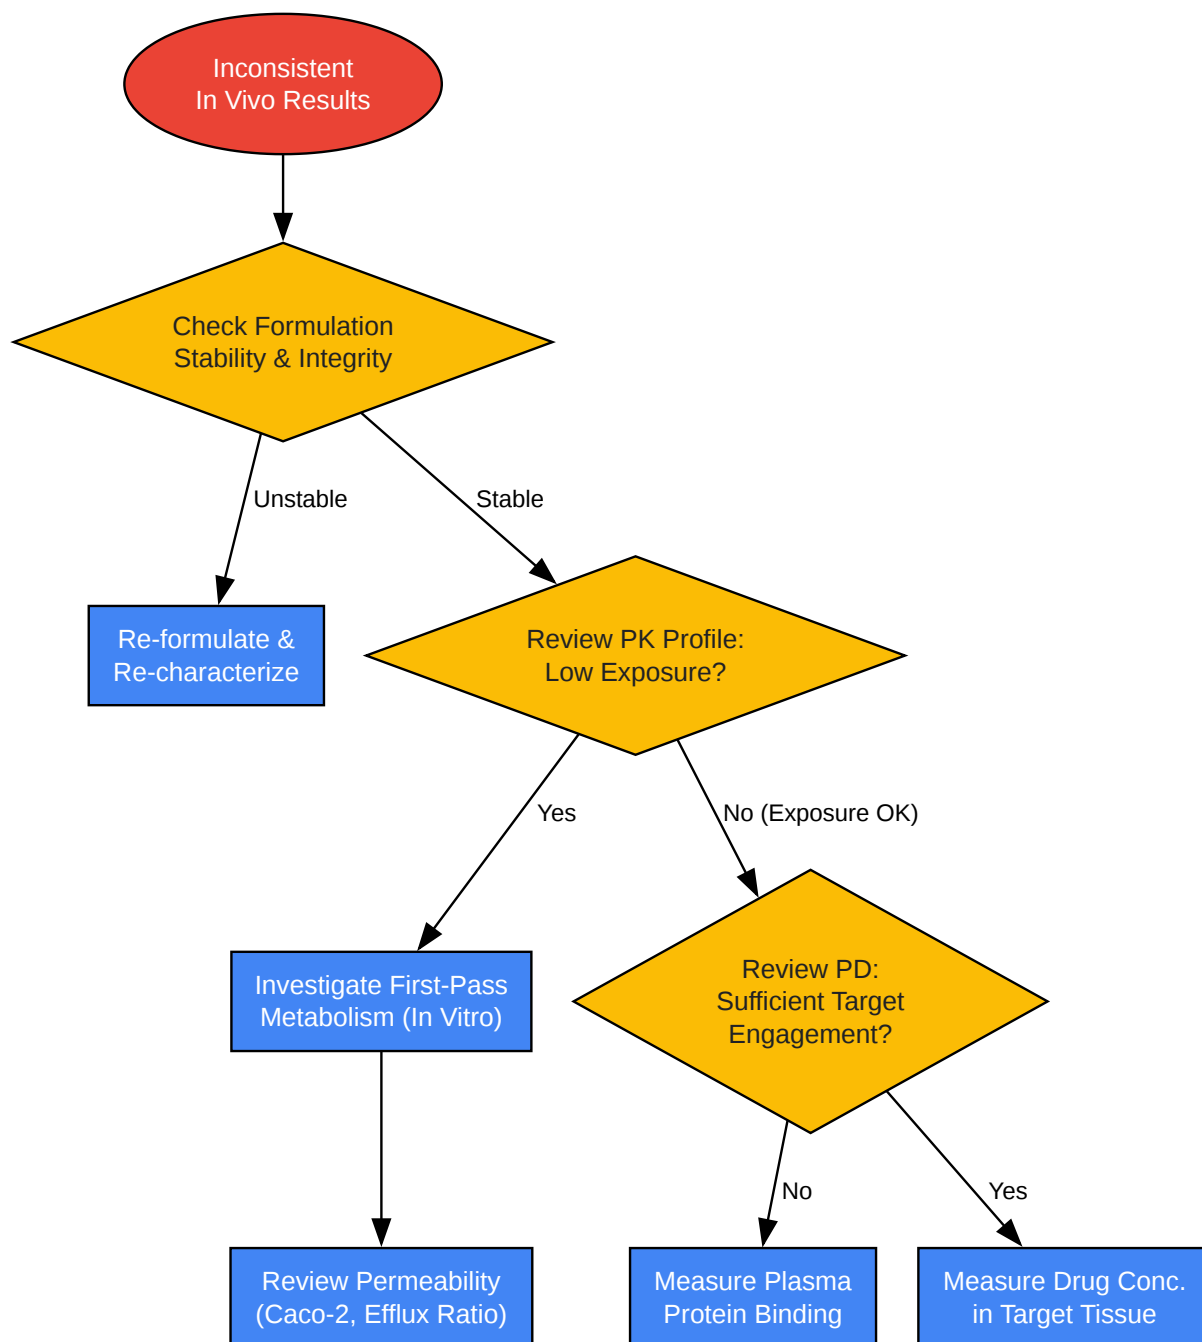 Inconsistent
In Vivo Results
Check Formulation
Stability & Integrity
Unstable
Stable
Re-formulate &
Re-characterize
Review PK Profile:
Low Exposure?
Yes
No (Exposure OK)
Investigate First-Pass
Metabolism (In Vitro)
Review PD:
Sufficient Target
Engagement?
No
Yes
Review Permeability
(Caco-2, Efflux Ratio)
Measure Plasma
Protein Binding
Measure Drug Conc.
in Target Tissue